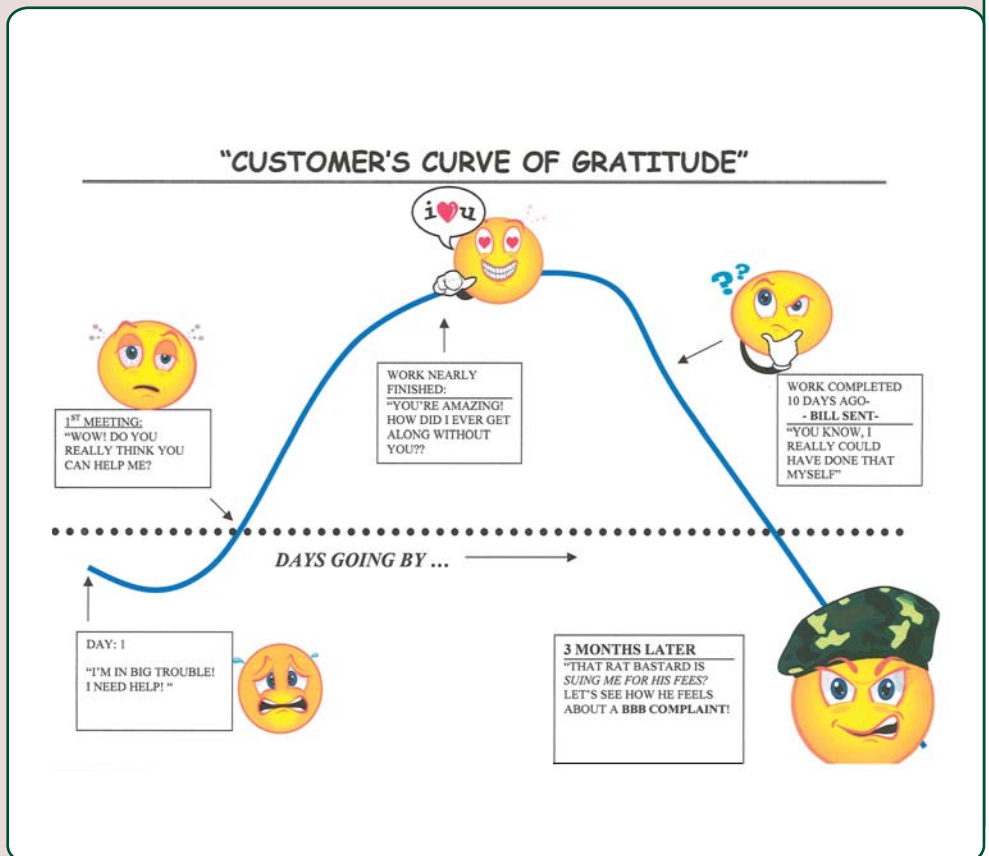 "CUSTOMER'S CURVE OF GRATITUDE"
i❤u
1ST MEETING:
"WOW! DO YOU
REALLY THINK YOU
CAN HELP ME?
WORK NEARLY
FINISHED:
"YOU'RE AMAZING!
HOW DID I EVER GET
ALONG WITHOUT
YOU??
???
WORK COMPLETED
10 DAYS AGO-
- BILL SENT-
"YOU KNOW, I
REALLY COULD
HAVE DONE THAT
MYSELF"
DAYS GOING BY ...
DAY: 1
"I'M IN BIG TROUBLE!
I NEED HELP! "
3 MONTHS LATER
"THAT RAT BASTARD IS
SUING ME FOR HIS FEES?
LET'S SEE HOW HE FEELS
ABOUT A BBB COMPLAINT!